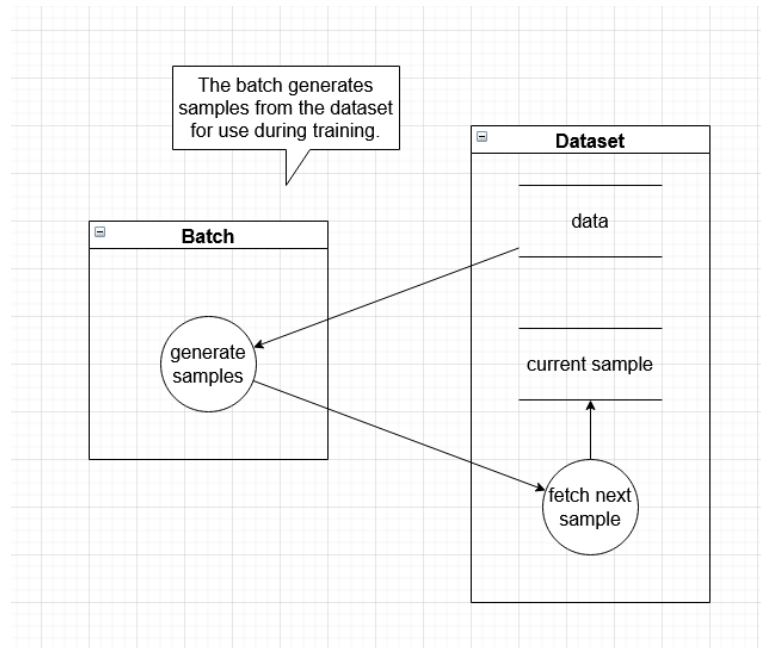 The batch generates
samples from the dataset
for use during training.
Dataset
data
Batch
generate
samples
current sample
fetch next
sample